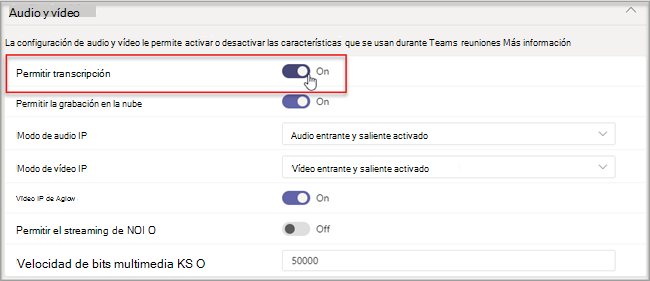 Audio y vídeo
La configuración de audio y vídeo le permite activar o desactivar las características que se usan durante Teams reuniones Más información
Permitir transcripción On
Permitir la grabación en la nube On
Modo de audio IP Audio entrante y saliente activado
Modo de vídeo IP Vídeo entrante y saliente activado
Vídeo IP de Aglow On
Permitir el streaming de NOI O Off
Velocidad de bits multimedia KS O 50000